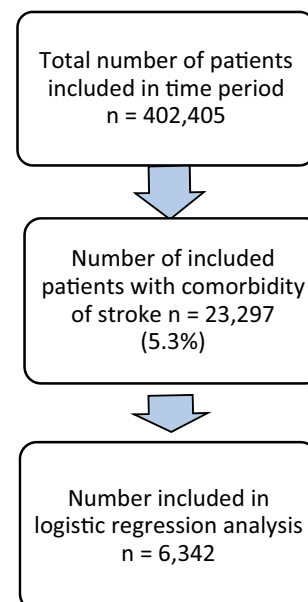 Total number of patients
included in time period
n = 402,405
Number of included
patients with comorbidity
of stroke n = 23,297
(5.3%)
Number included in
logistic regression analysis
n = 6,342